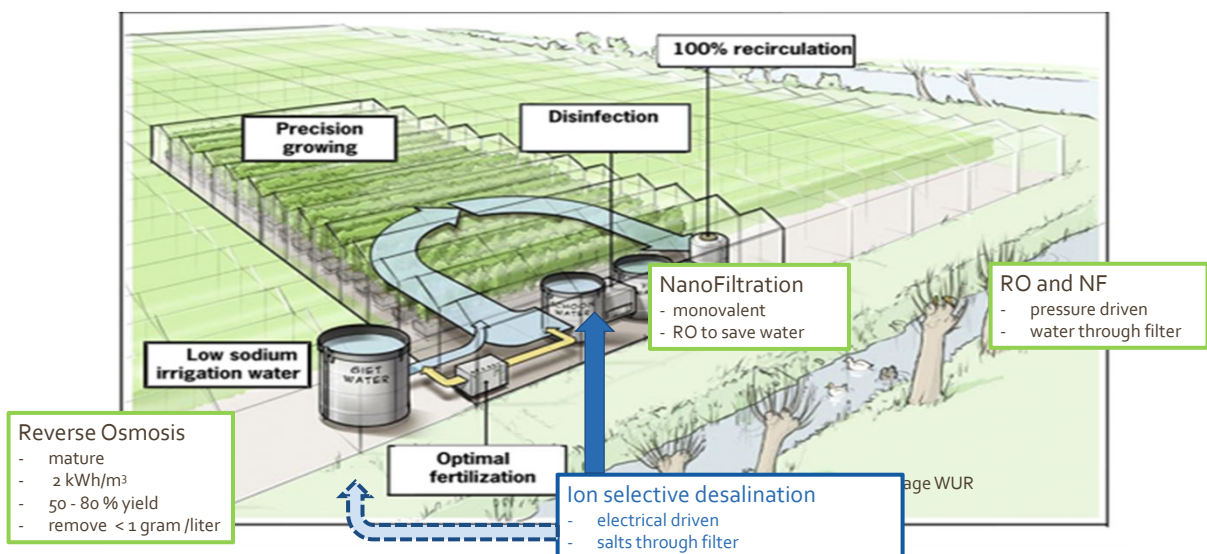 100% recirculation
Disinfection
Precision
growing
NanoFiltration
- monovalent
- RO to save water
RO and NF
- pressure driven
- water through filter
Low sodium
irrigation water
GIET
WATER
WATER
Reverse Osmosis
- mature
- 2 kWh/m³
- 50 - 80 % yield
- remove < 1 gram /liter
Optimal
fertilization
Ion selective desalination
- electrical driven
- salts through filter
age WUR